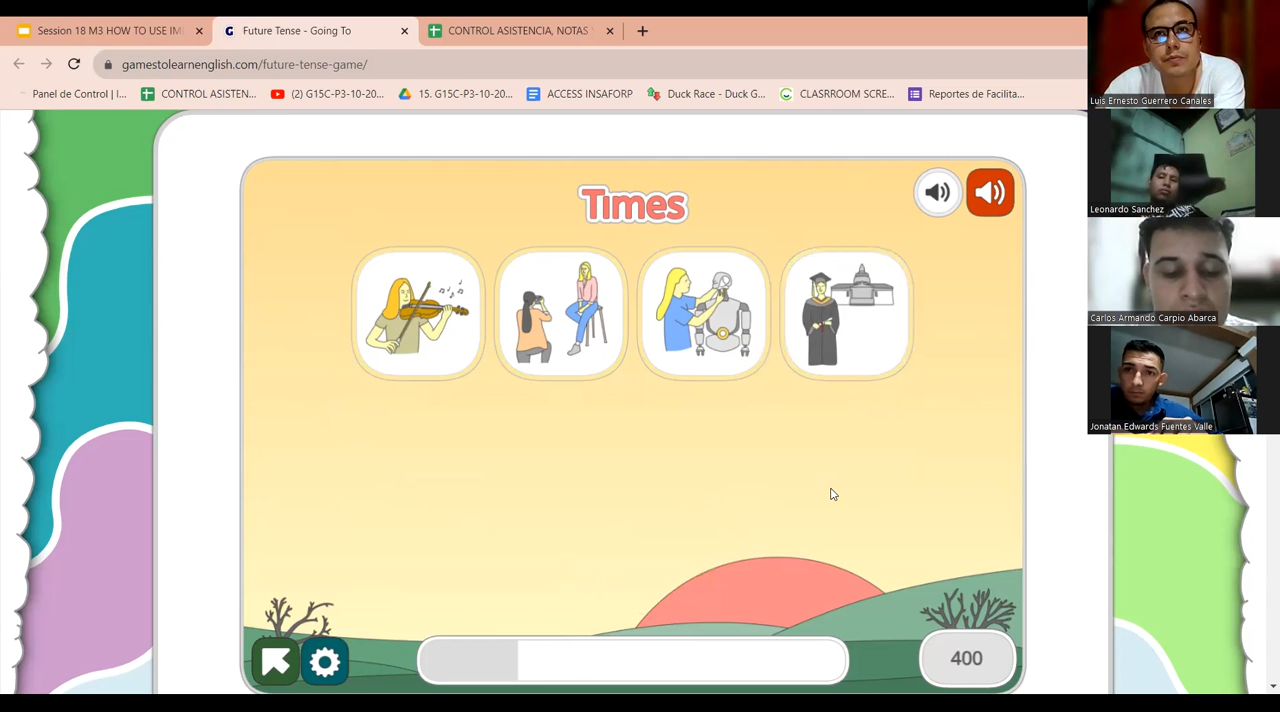 Session 18 M3 HOW TO USE IM
Future Tense - Going To
CONTROL ASISTENCIA, NOTAS Y
gamestolearnenglish.com/future-tense-game/
Panel de Control | I...
CONTROL ASISTEN...
(2) G15C-P3-10-20...
15. G15C-P3-10-20...
ACCESS INSAFORP
Duck Race - Duck G...
CLASRROOM SCRE...
Reportes de Facilita...
Times
400
Luis Ernesto Guerrero Canales
Leonardo Sanchez
Carlos Armando Carpio Abarca
Jonatan Edwards Fuentes Valle